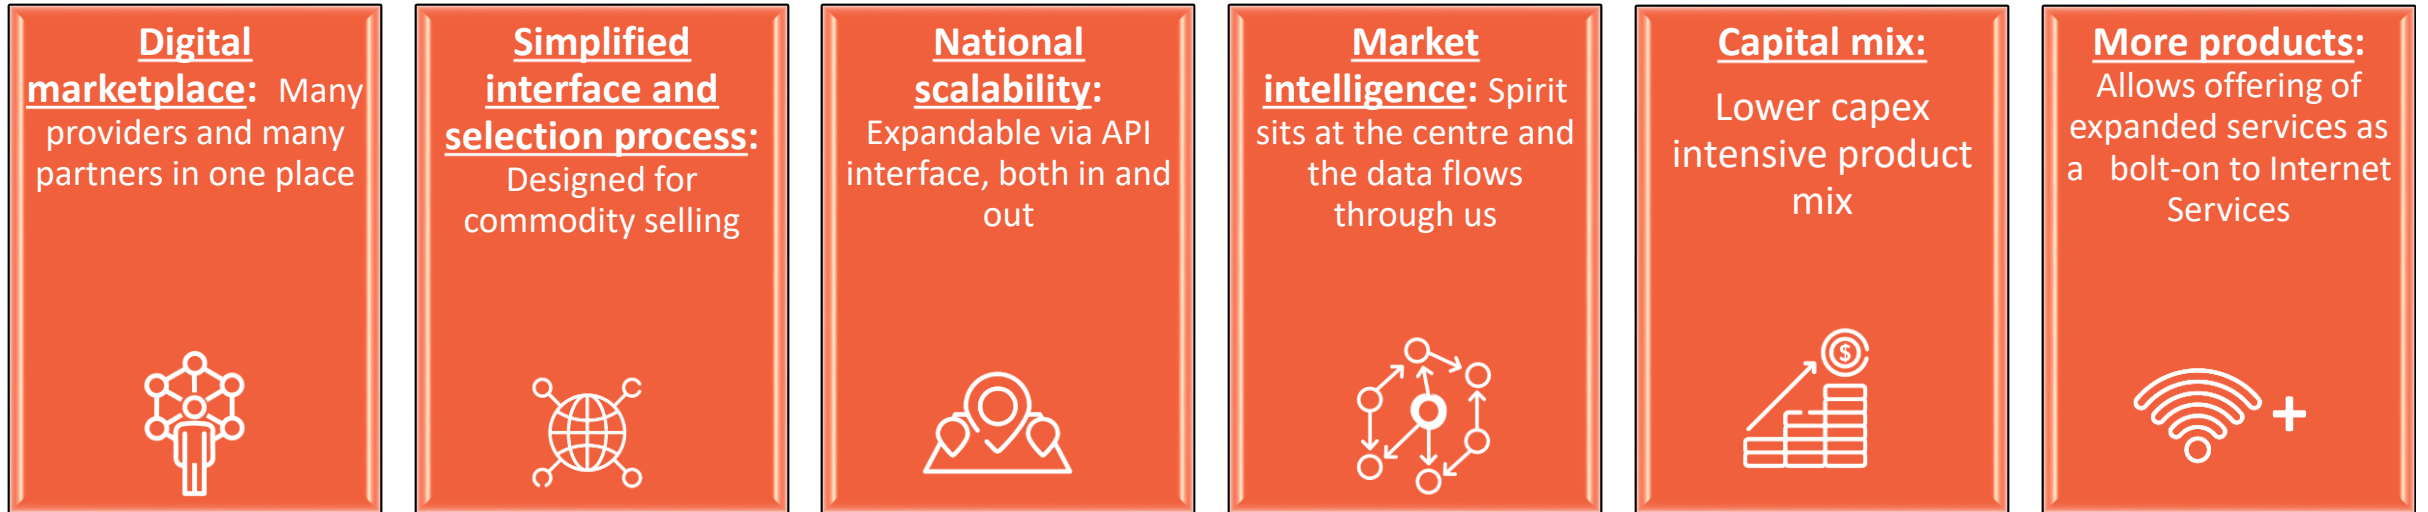 Digital
marketplace: Many
providers and many
partners in one place
Simplified
interface and
selection process:
Designed for
commodity selling
National
scalability:
Expandable via API
interface, both in and
out
Market
intelligence: Spirit
sits at the centre and
the data flows
through us
Capital mix:
Lower capex
intensive product
mix
$
More products:
Allows offering of
expanded services as
a bolt-on to Internet
Services
+